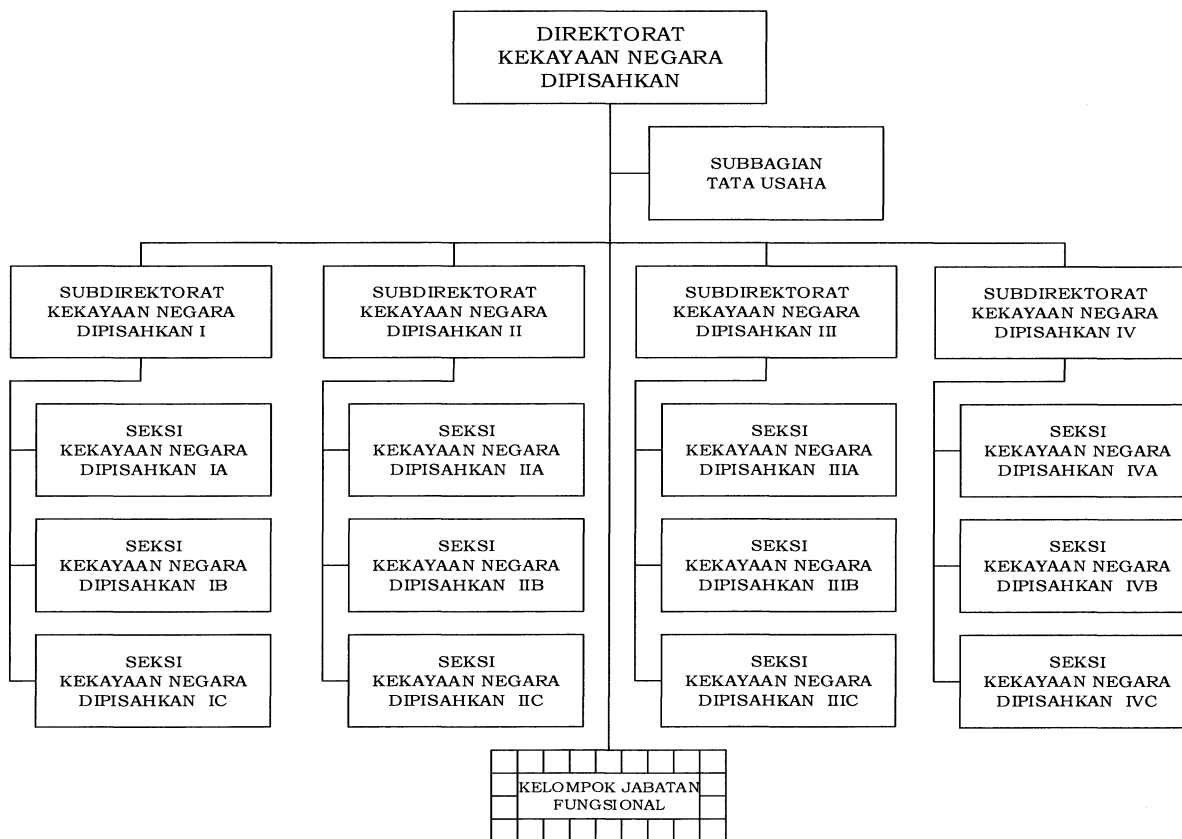 DIREKTORAT
KEKAYAAN NEGARA
DIPISAHKAN
SUBBAGIAN
TATA USAHA
SUBDIREKTORAT
KEKAYAAN NEGARA
DIPISAHKAN I
SUBDIREKTORAT
KEKAYAAN NEGARA
DIPISAHKAN II
SUBDIREKTORAT
KEKAYAAN NEGARA
DIPISAHKAN III
SUBDIREKTORAT
KEKAYAAN NEGARA
DIPISAHKAN IV
SEKSI
KEKAYAAN NEGARA
DIPISAHKAN IA
SEKSI
KEKAYAAN NEGARA
DIPISAHKAN IIA
SEKSI
KEKAYAAN NEGARA
DIPISAHKAN IIIA
SEKSI
KEKAYAAN NEGARA
DIPISAHKAN IVA
SEKSI
KEKAYAAN NEGARA
DIPISAHKAN IB
SEKSI
KEKAYAAN NEGARA
DIPISAHKAN IIB
SEKSI
KEKAYAAN NEGARA
DIPISAHKAN IIIB
SEKSI
KEKAYAAN NEGARA
DIPISAHKAN IVB
SEKSI
KEKAYAAN NEGARA
DIPISAHKAN IC
SEKSI
KEKAYAAN NEGARA
DIPISAHKAN IIC
SEKSI
KEKAYAAN NEGARA
DIPISAHKAN IIIC
SEKSI
KEKAYAAN NEGARA
DIPISAHKAN IVC
KELOMPOK JABATAN
FUNGSIONAL